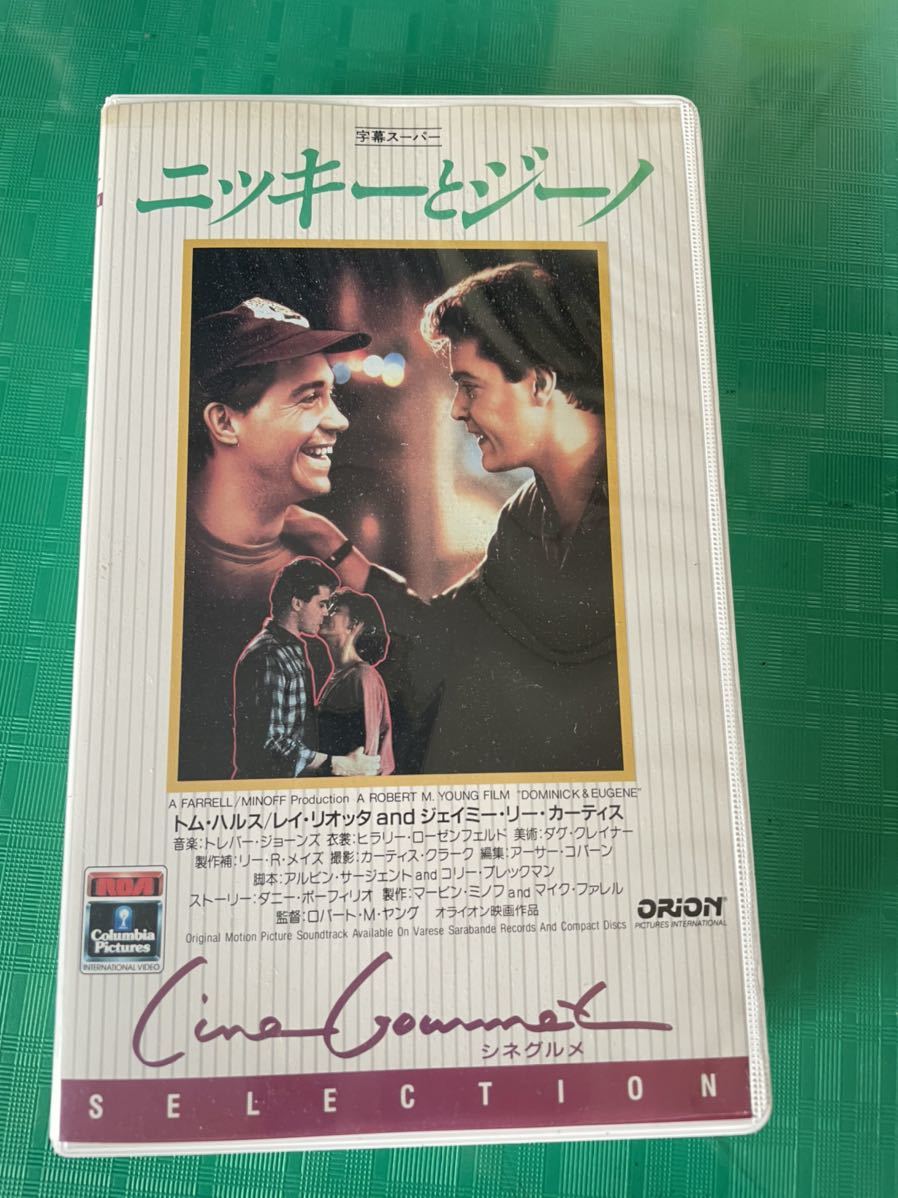 字幕スーパー
ニッキーとジーノ
A FARRELL/MINOFF Production A ROBERT M. YOUNG FILM "DOMINICK & EUGENE"
トム・ハルス/レイ・リオッタ and ジェイミー・リー・カーティス
音楽:トレバー・ジョーンズ 衣裳:ヒラリー・ローゼンフェルド 美術:ダグ・クレイナー
製作補:リー・R・メイズ 撮影:カーティス・クラーク 編集:アーサー・コバーン
脚本:アルビン・サージェント and コリー・ブレックマン
ストーリー:ダニー・ポーフィリオ 製作:マービン・ミノフ and マイク・ファレル
監督:ロバート・M・ヤング オライオン映画作品
Original Motion Picture Soundtrack Available On Varese Sarabande Records And Compact Discs
RCA
Columbia
Pictures
INTERNATIONAL VIDEO
ORION
PICTURES INTERNATIONAL
Cine Gourmet
シネグルメ
SELECTION